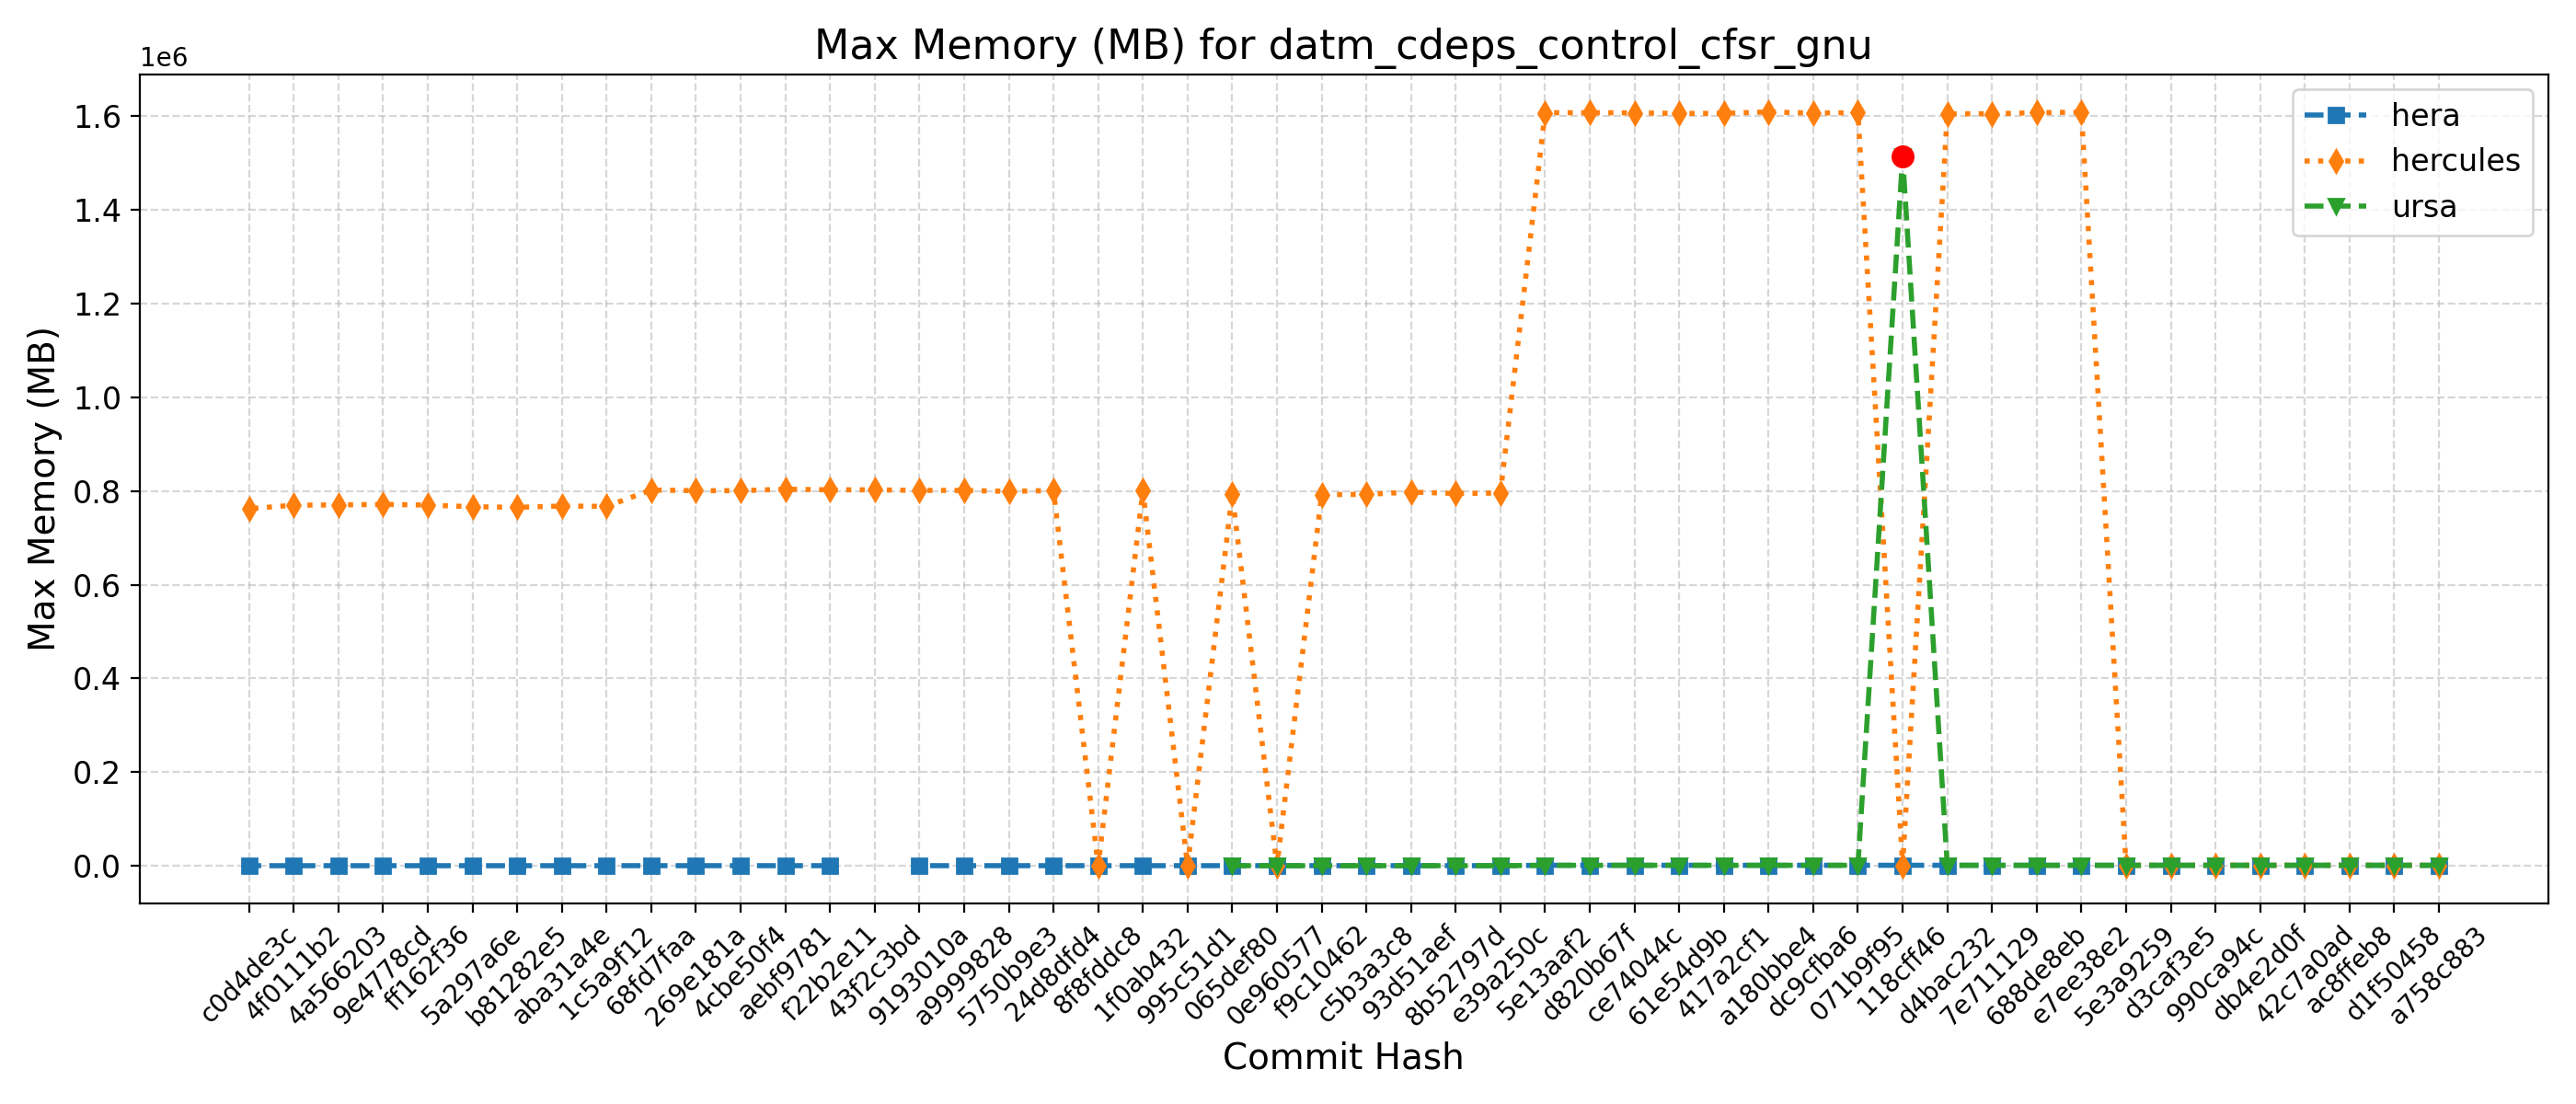 Max Memory (MB) for datm_cdeps_control_cfsr_gnu
1e6
1.6
1.4
1.2
1.0
0.8
0.6
0.4
0.2
0.0
Max Memory (MB)
hera
hercules
ursa
c0d4de3c
4f0111b2
4a566203
9e4778cd
ff162f36
5a297a6e
b81282e5
aba31a4e
1c5a9f12
68fd7faa
269e181a
4cbe50f4
aebf9781
f22b2e11
43f2c3bd
9193010a
a9999828
5750b9e3
24d8dfd4
8f8fddc8
1f0ab432
995c51d1
065def80
0e960577
f9c10462
c5b3a3c8
93d51aef
8b52797d
e39a250c
5e13aaf2
d820b67f
ce74044c
61e54d9b
417a2cf1
a180bbe4
dc9cfba6
071b9f95
118cff46
d4bac232
7e711129
688de8eb
e7ee38e2
5e3a9259
d3caf3e5
990ca94c
db4e2d0f
42c7a0ad
ac8ffeb8
d1f50458
a758c883
Commit Hash